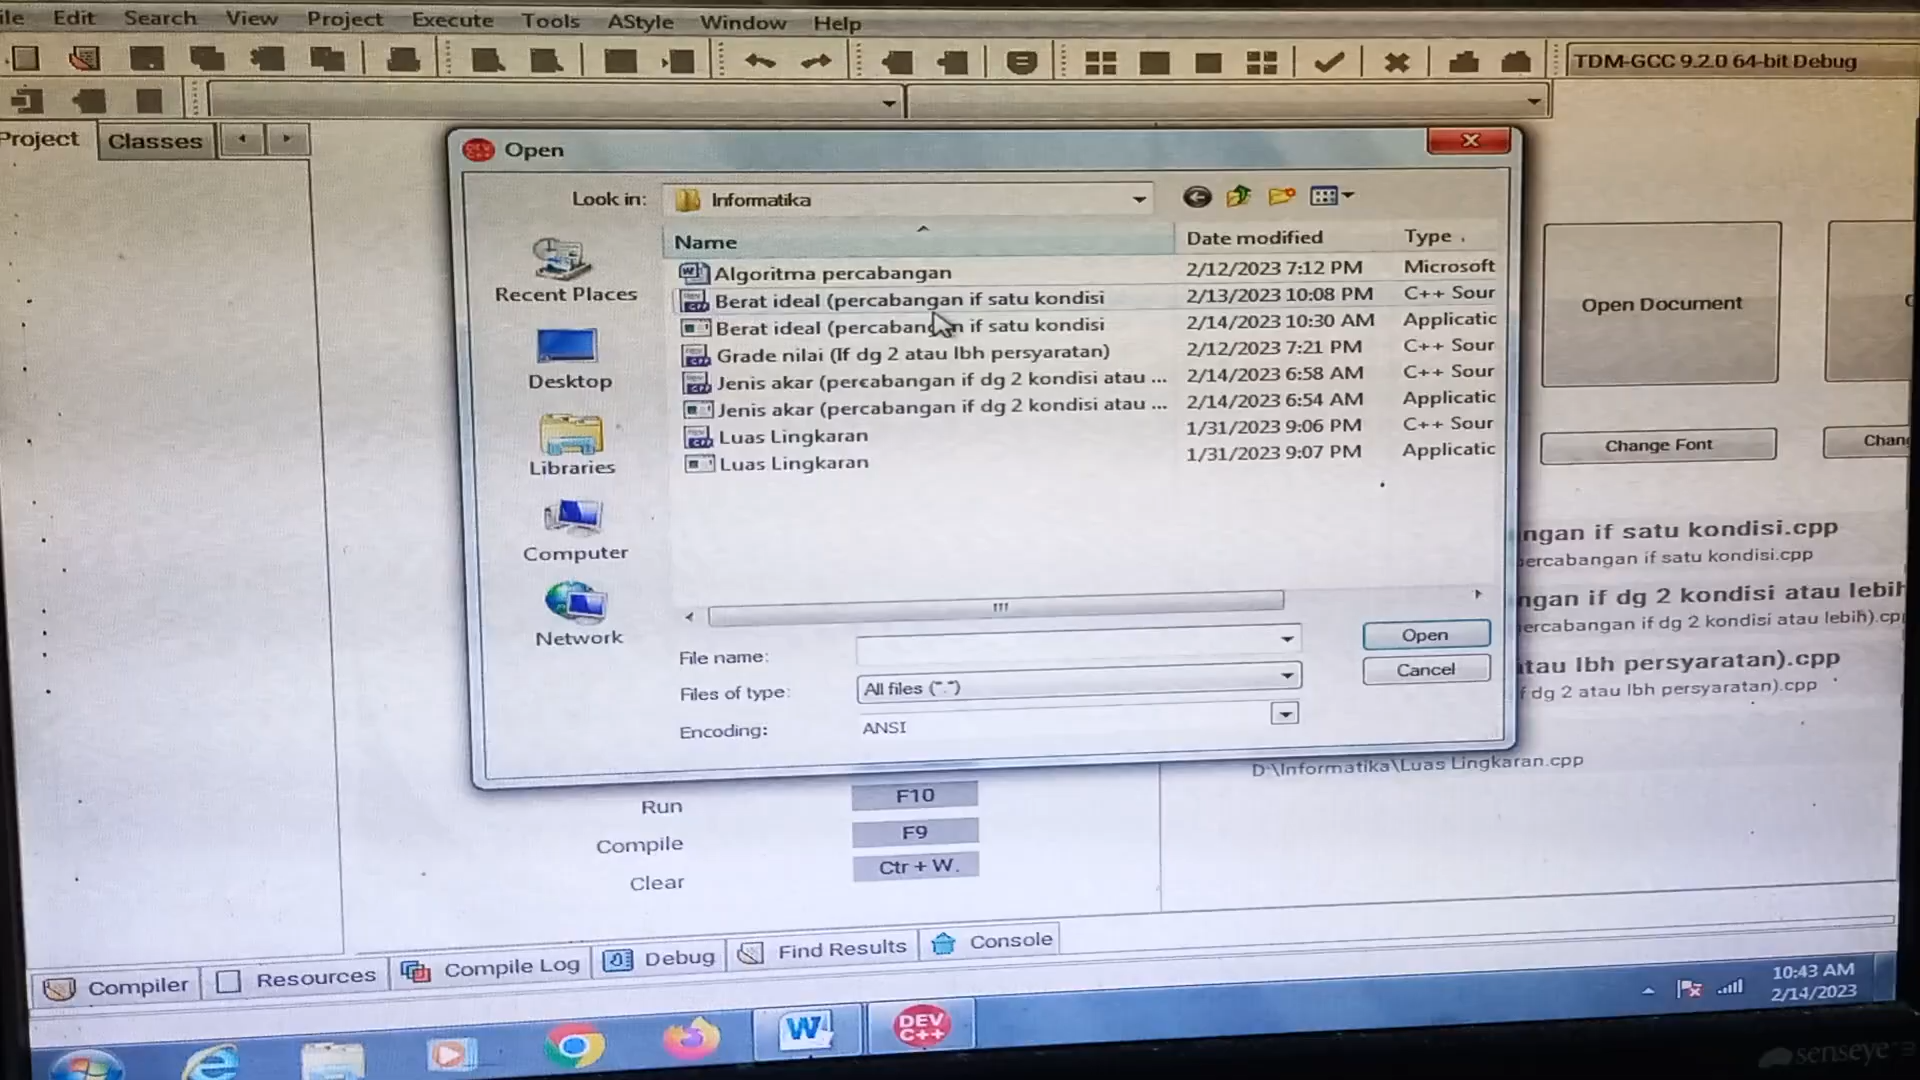 ile Edit Search View Project Execute Tools AStyle Window Help
TDM-GCC 9.2.0 64-bit Debug
Project Classes
Open
Look in: Informatika
Name Date modified Type
Algoritma percabangan 2/12/2023 7:12 PM Microsoft
Berat ideal (percabangan if satu kondisi 2/13/2023 10:08 PM C++ Sour
Berat ideal (percabangan if satu kondisi 2/14/2023 10:30 AM Applicatic
Grade nilai (If dg 2 atau lbh persyaratan) 2/12/2023 7:21 PM C++ Sour
Jenis akar (percabangan if dg 2 kondisi atau ... 2/14/2023 6:58 AM C++ Sour
Jenis akar (percabangan if dg 2 kondisi atau ... 2/14/2023 6:54 AM Applicatic
Luas Lingkaran 1/31/2023 9:06 PM C++ Sour
Luas Lingkaran 1/31/2023 9:07 PM Applicatic
Recent Places
Desktop
Libraries
Computer
Network
File name:
Files of type: All files (*.*)
Encoding: ANSI
Open
Cancel
Open Document
Change Font
Chang
ngan if satu kondisi.cpp
percabangan if satu kondisi.cpp
ngan if dg 2 kondisi atau lebih
percabangan if dg 2 kondisi atau lebih).cp
atau lbh persyaratan).cpp
f dg 2 atau lbh persyaratan).cpp
D:\Informatika\Luas Lingkaran.cpp
Run F10
Compile F9
Clear Ctr + W.
Compiler Resources Compile Log Debug Find Results Console
DEV
C++
10:43 AM
2/14/2023
senseye